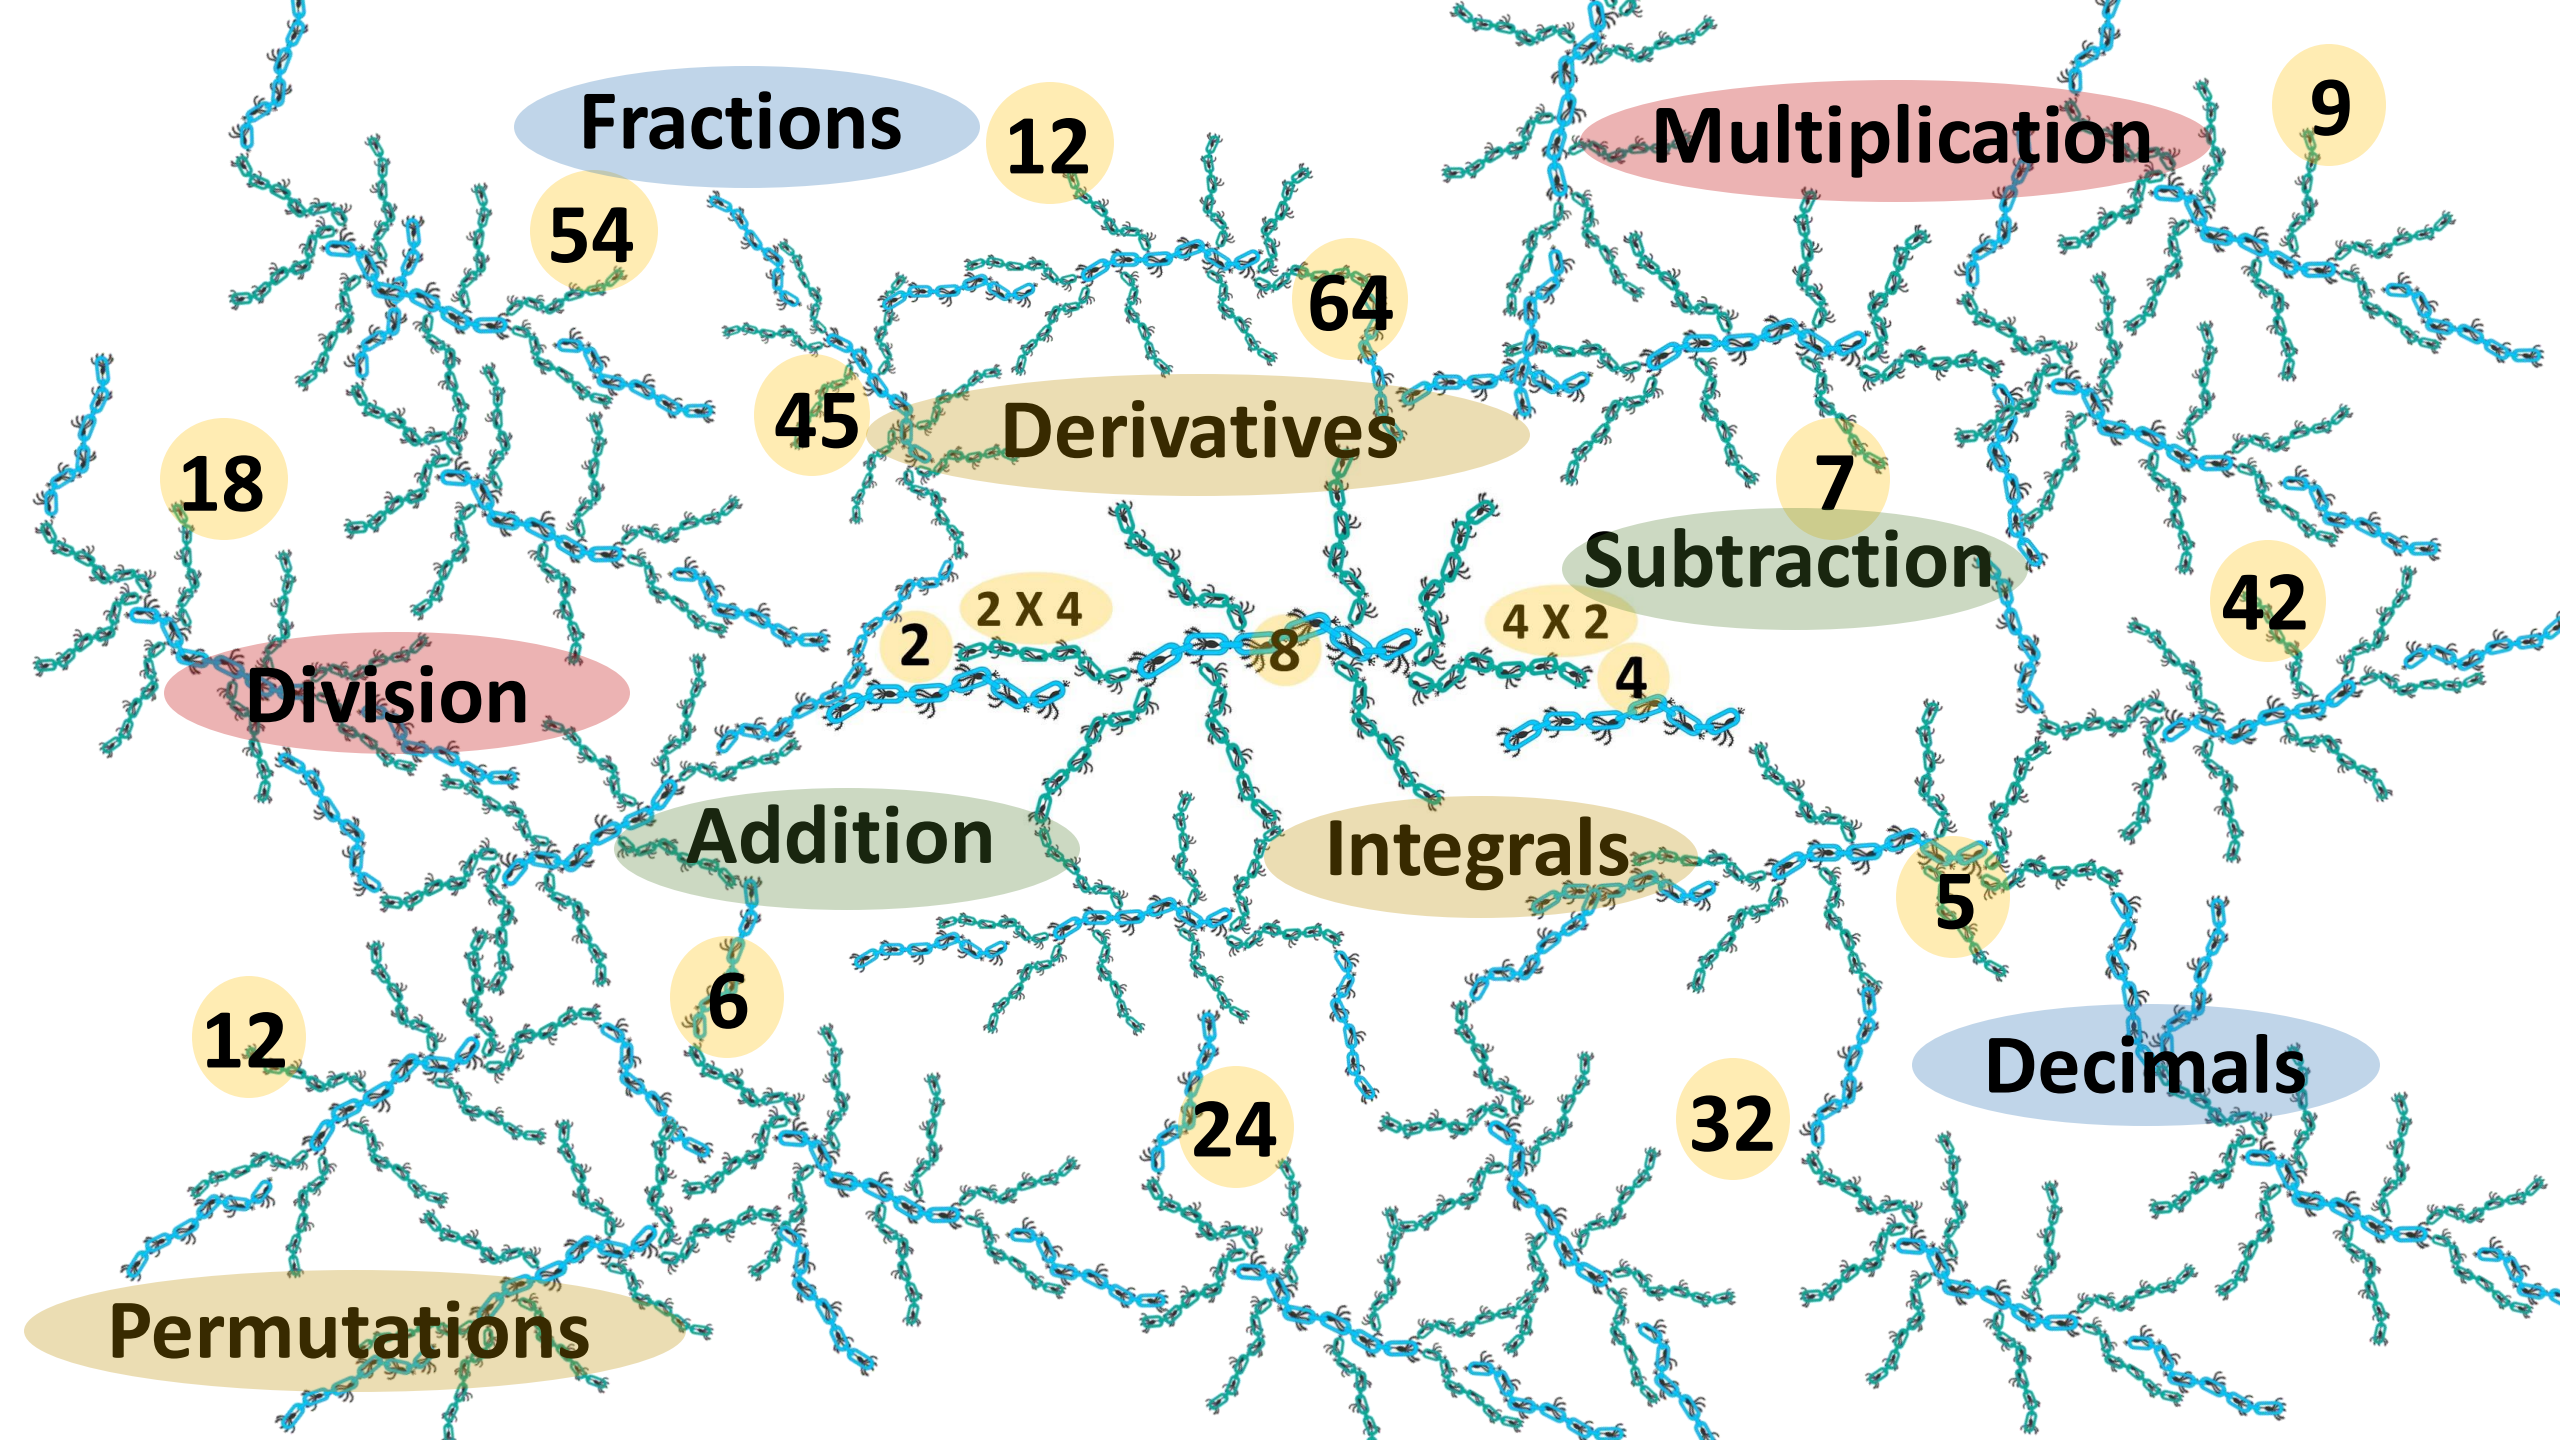 Fractions
12
Multiplication
9
54
64
45
Derivatives
18
7
Subtraction
42
2 X 4
4 X 2
2
8
4
Division
Addition
Integrals
5
6
12
24
32
Decimals
Permutations